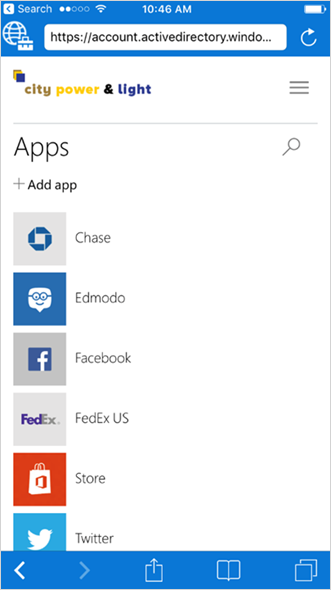 Search 10:46 AM
https://account.activedirectory.windo...
city power & light
Apps
+ Add app
Chase
Edmodo
Facebook
FedEx FedEx US
Store
Twitter